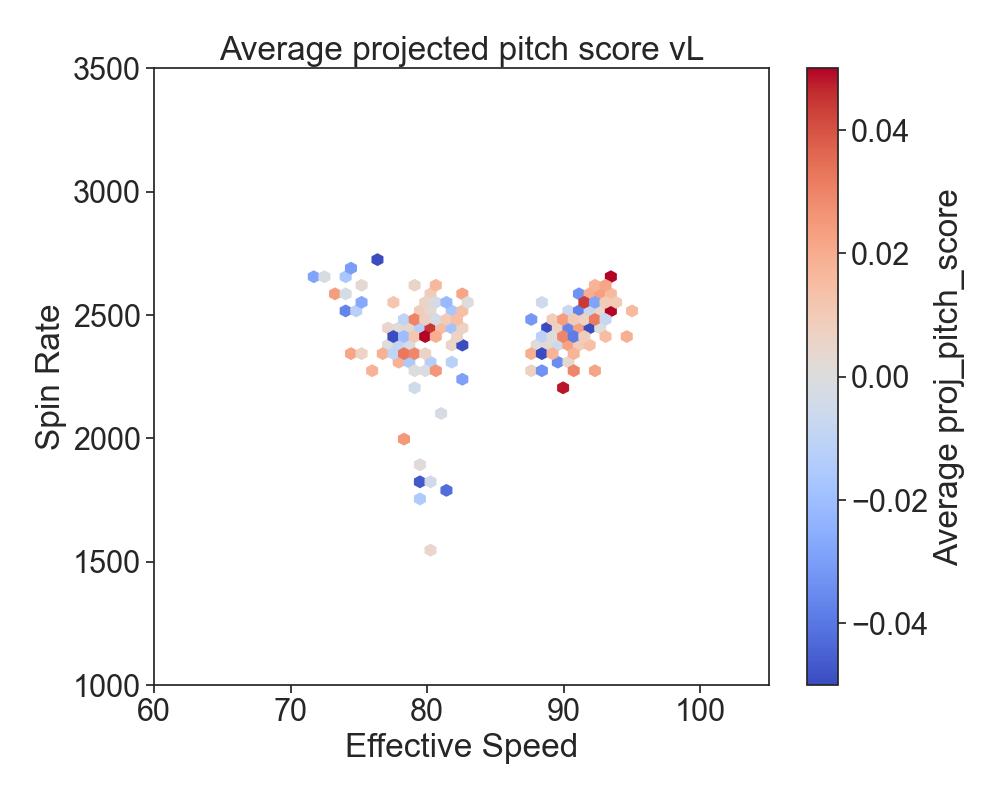 Average projected pitch score vL
3500
3000
2500
2000
1500
1000
Spin Rate
60 70 80 90 100
Effective Speed
0.04
0.02
0.00
−0.02
−0.04
Average proj_pitch_score